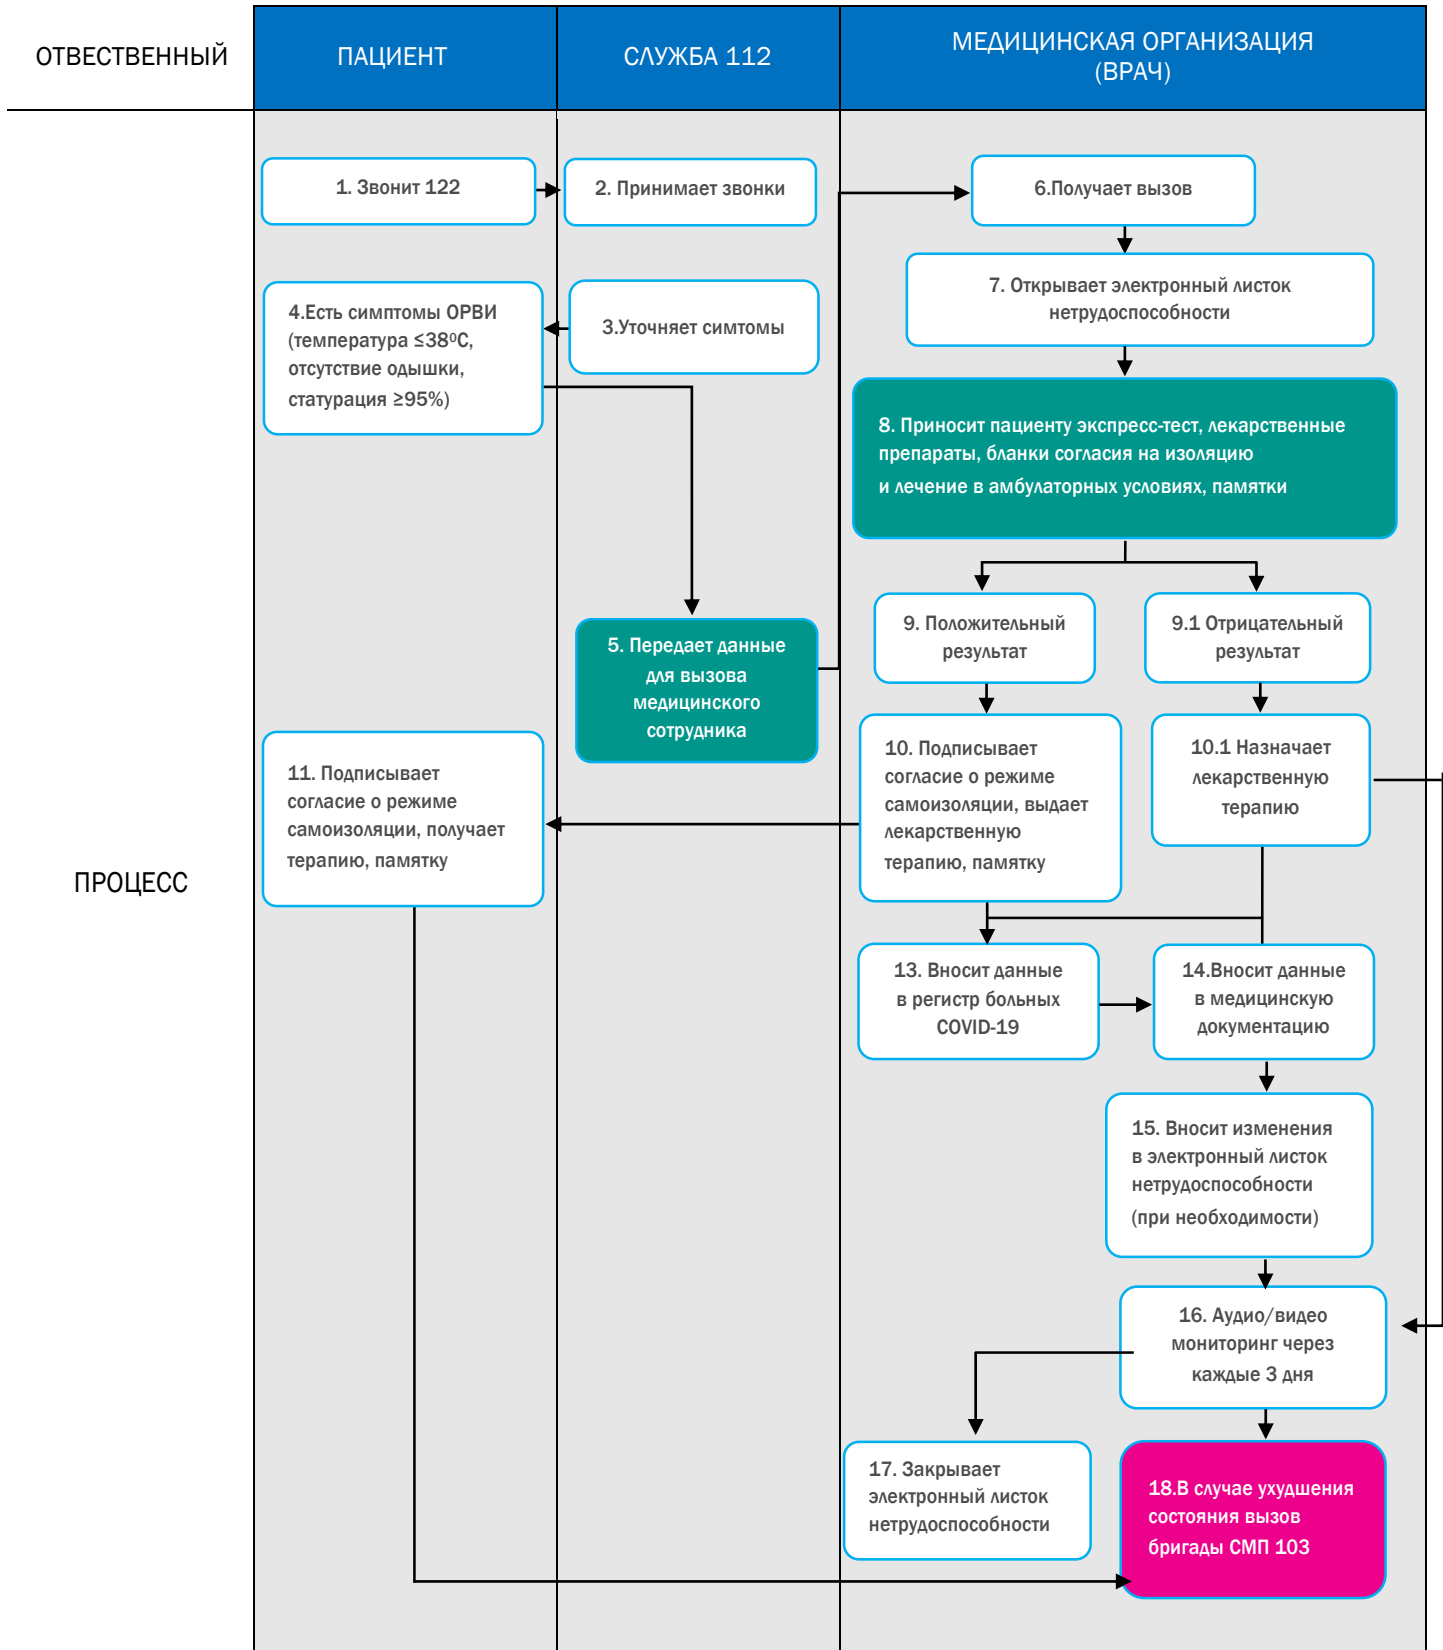 ОТВЕСТВЕННЫЙ
ПАЦИЕНТ
СЛУЖБА 112
МЕДИЦИНСКАЯ ОРГАНИЗАЦИЯ
(ВРАЧ)
ПРОЦЕСС
1. Звонит 122
2. Принимает звонки
3.Уточняет симтомы
4.Есть симптомы ОРВИ
(температура ≤38⁰С,
отсутствие одышки,
статурация ≥95%)
5. Передает данные
для вызова
медицинского
сотрудника
6.Получает вызов
7. Открывает электронный листок
нетрудоспособности
8. Приносит пациенту экспресс-тест, лекарственные
препараты, бланки согласия на изоляцию
и лечение в амбулаторных условиях, памятки
9. Положительный
результат
9.1 Отрицательный
результат
10. Подписывает
согласие о режиме
самоизоляции, выдает
лекарственную
терапию, памятку
10.1 Назначает
лекарственную
терапию
11. Подписывает
согласие о режиме
самоизоляции, получает
терапию, памятку
13. Вносит данные
в регистр больных
COVID-19
14.Вносит данные
в медицинскую
документацию
15. Вносит изменения
в электронный листок
нетрудоспособности
(при необходимости)
16. Аудио/видео
мониторинг через
каждые 3 дня
17. Закрывает
электронный листок
нетрудоспособности
18.В случае ухудшения
состояния вызов
бригады СМП 103